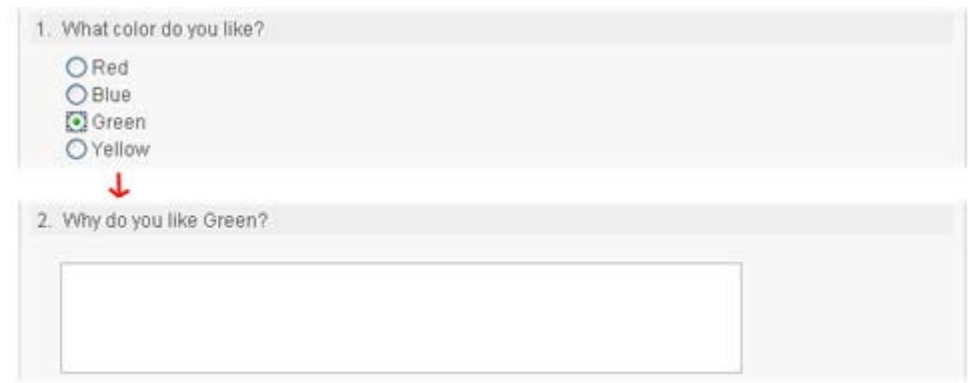 1. What color do you like?
Red
Blue
Green
Yellow
2. Why do you like Green?